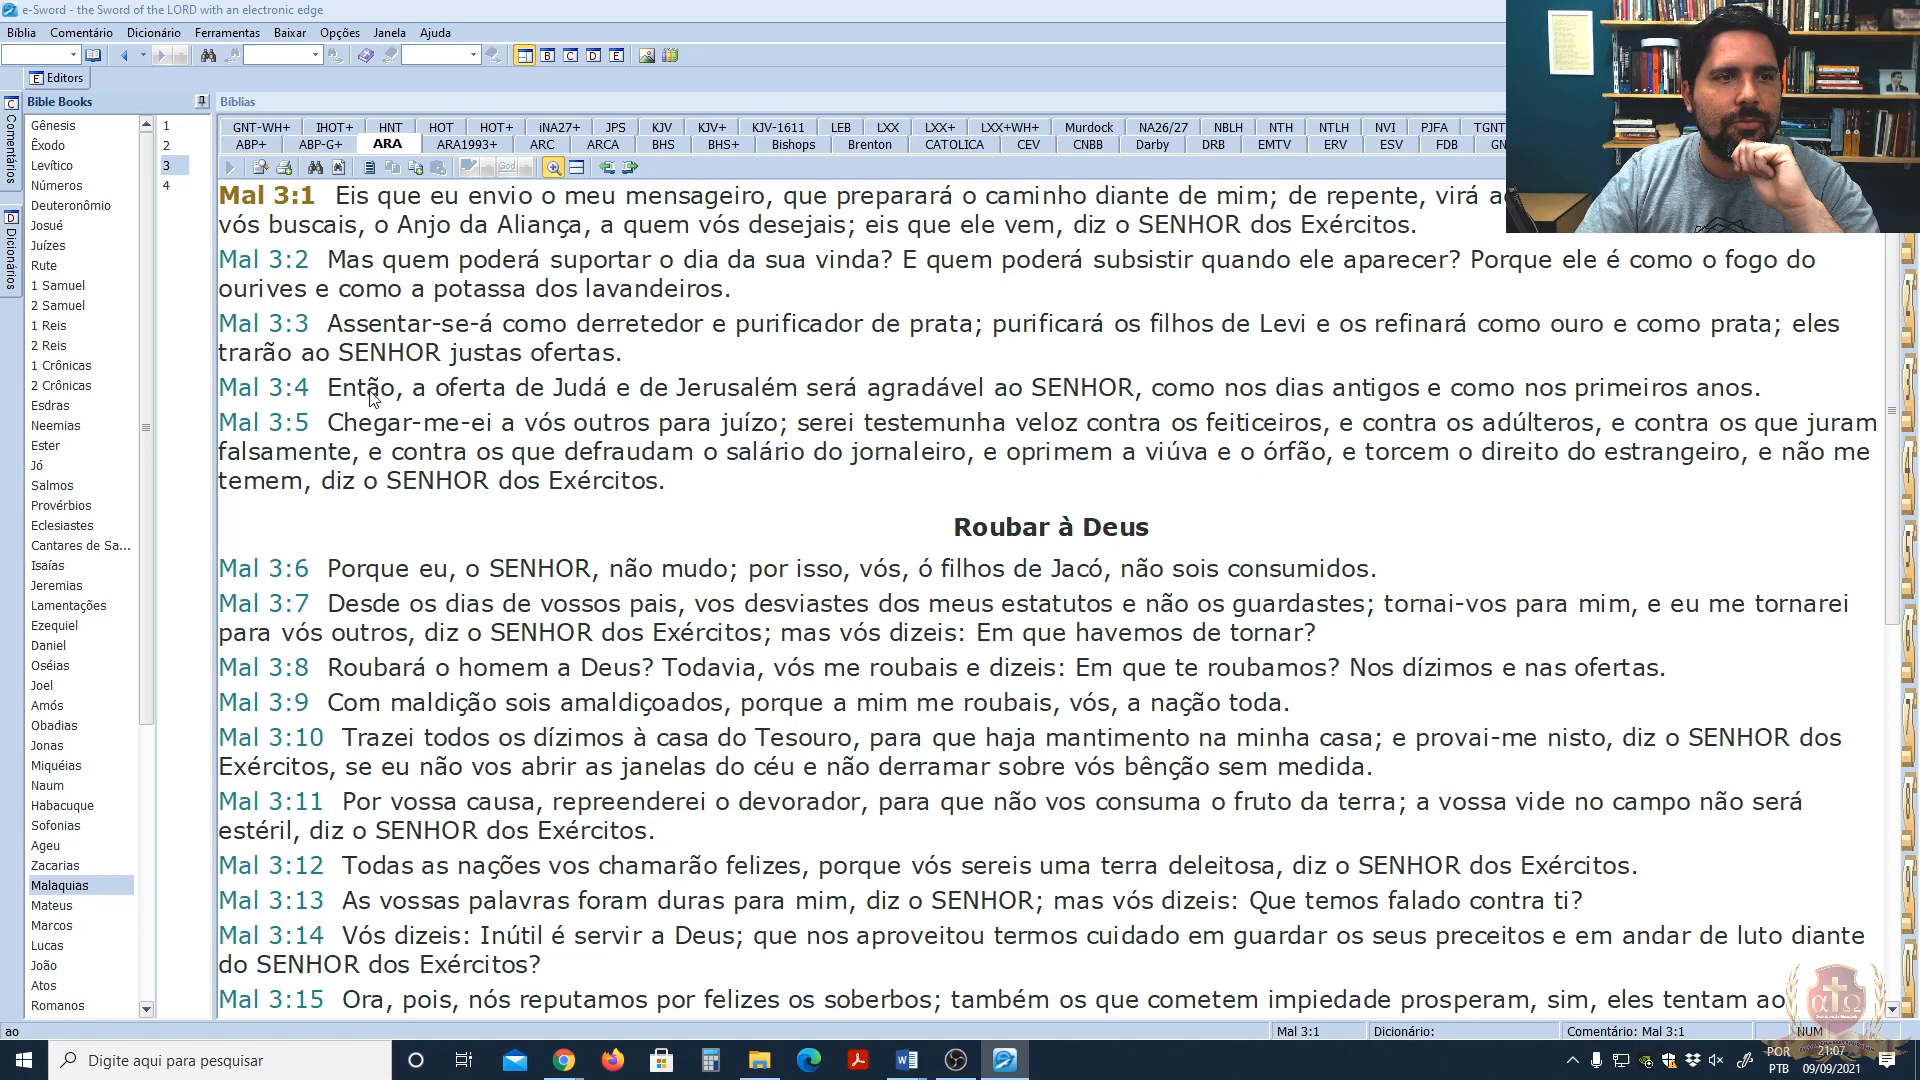 e-Sword - the Sword of the LORD with an electronic edge
Bíblia Comentário Dicionário Ferramentas Baixar Opções Janela Ajuda
B C D E
E Editors
Bible Books
Bíblias
C Comentários
D Dicionários
GNT-WH+ IHOT+ HNT HOT HOT+ iNA27+ JPS KJV KJV+ KJV-1611 LEB LXX LXX+ LXX+WH+ Murdock NA26/27 NBLH NTH NTLH NVI PJFA TGNT
ABP+ ABP-G+ ARA ARA1993+ ARC ARCA BHS BHS+ Bishops Brenton CATOLICA CEV CNBB Darby DRB EMTV ERV ESV FDB GN
Gênesis
Êxodo
Levítico
Números
Deuteronômio
Josué
Juízes
Rute
1 Samuel
2 Samuel
1 Reis
2 Reis
1 Crônicas
2 Crônicas
Esdras
Neemias
Ester
Jó
Salmos
Provérbios
Eclesiastes
Cantares de Sa...
Isaías
Jeremias
Lamentações
Ezequiel
Daniel
Oséias
Joel
Amós
Obadias
Jonas
Miquéias
Naum
Habacuque
Sofonias
Ageu
Zacarias
Malaquias
Mateus
Marcos
Lucas
João
Atos
Romanos
1
2
3
4
Mal 3:1 Eis que eu envio o meu mensageiro, que preparará o caminho diante de mim; de repente, virá
vós buscais, o Anjo da Aliança, a quem vós desejais; eis que ele vem, diz o SENHOR dos Exércitos.
Mal 3:2 Mas quem poderá suportar o dia da sua vinda? E quem poderá subsistir quando ele aparecer? Porque ele é como o fogo do
ourives e como a potassa dos lavandeiros.
Mal 3:3 Assentar-se-á como derretedor e purificador de prata; purificará os filhos de Levi e os refinará como ouro e como prata; eles
trarão ao SENHOR justas ofertas.
Mal 3:4 Então, a oferta de Judá e de Jerusalém será agradável ao SENHOR, como nos dias antigos e como nos primeiros anos.
Mal 3:5 Chegar-me-ei a vós outros para juízo; serei testemunha veloz contra os feiticeiros, e contra os adúlteros, e contra os que juram
falsamente, e contra os que defraudam o salário do jornaleiro, e oprimem a viúva e o órfão, e torcem o direito do estrangeiro, e não me
temem, diz o SENHOR dos Exércitos.
Roubar à Deus
Mal 3:6 Porque eu, o SENHOR, não mudo; por isso, vós, ó filhos de Jacó, não sois consumidos.
Mal 3:7 Desde os dias de vossos pais, vos desviastes dos meus estatutos e não os guardastes; tornai-vos para mim, e eu me tornarei
para vós outros, diz o SENHOR dos Exércitos; mas vós dizeis: Em que havemos de tornar?
Mal 3:8 Roubará o homem a Deus? Todavia, vós me roubais e dizeis: Em que te roubamos? Nos dízimos e nas ofertas.
Mal 3:9 Com maldição sois amaldiçoados, porque a mim me roubais, vós, a nação toda.
Mal 3:10 Trazei todos os dízimos à casa do Tesouro, para que haja mantimento na minha casa; e provai-me nisto, diz o SENHOR dos
Exércitos, se eu não vos abrir as janelas do céu e não derramar sobre vós bênção sem medida.
Mal 3:11 Por vossa causa, repreenderei o devorador, para que não vos consuma o fruto da terra; a vossa vide no campo não será
estéril, diz o SENHOR dos Exércitos.
Mal 3:12 Todas as nações vos chamarão felizes, porque vós sereis uma terra deleitosa, diz o SENHOR dos Exércitos.
Mal 3:13 As vossas palavras foram duras para mim, diz o SENHOR; mas vós dizeis: Que temos falado contra ti?
Mal 3:14 Vós dizeis: Inútil é servir a Deus; que nos aproveitou termos cuidado em guardar os seus preceitos e em andar de luto diante
do SENHOR dos Exércitos?
Mal 3:15 Ora, pois, nós reputamos por felizes os soberbos; também os que cometem impiedade prosperam, sim, eles tentam ao
ao Mal 3:1 Dicionário: Comentário: Mal 3:1 NUM
Digite aqui para pesquisar
POR
PTB
21:07
09/09/2021